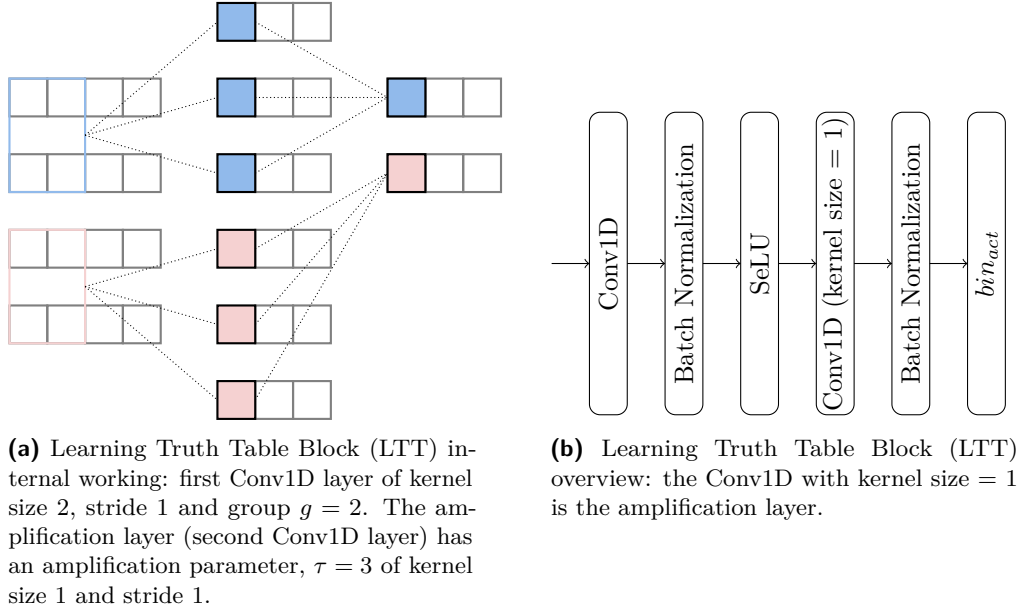 Conv1D
Batch Normalization
SeLU
Conv1D (kernel size = 1)
Batch Normalization
bin_act
(a) Learning Truth Table Block (LTT) in-
ternal working: first Conv1D layer of kernel
size 2, stride 1 and group g = 2. The am-
plification layer (second Conv1D layer) has
an amplification parameter, τ = 3 of kernel
size 1 and stride 1.
(b) Learning Truth Table Block (LTT)
overview: the Conv1D with kernel size = 1
is the amplification layer.